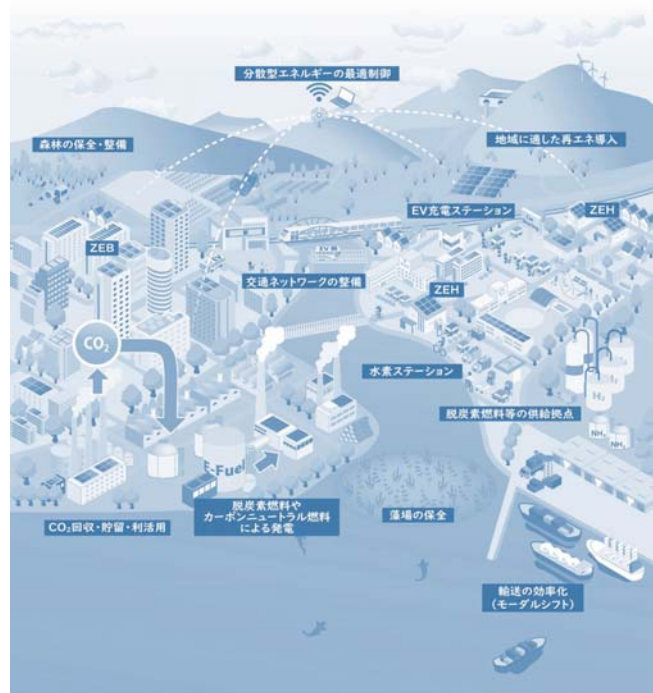 分散型エネルギーの最適制御
森林の保全・整備
地域に適した再エネ導入
EV充電ステーション
ZEH
ZEB
交通ネットワークの整備
ZEH
CO₂
水素ステーション
脱炭素燃料等の供給拠点
H₂
NH₃
NH₃
E-Fuel
脱炭素燃料や
カーボンニュートラル燃料
による発電
CO₂回収・貯留・利活用
藻場の保全
輸送の効率化
(モーダルシフト)